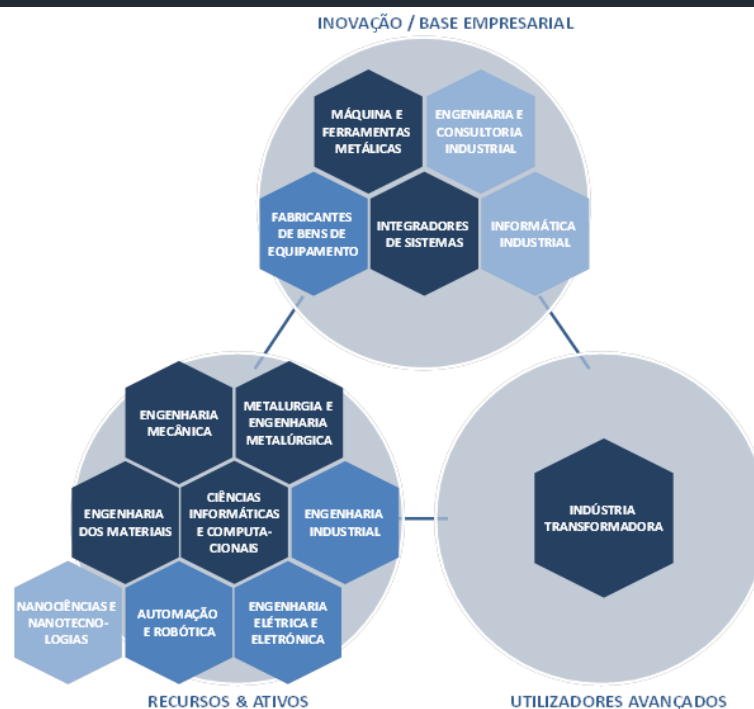 INOVAÇÃO / BASE EMPRESARIAL
MÁQUINA E
FERRAMENTAS
METÁLICAS
ENGENHARIA E
CONSULTORIA
INDUSTRIAL
FABRICANTES
DE BENS DE
EQUIPAMENTO
INTEGRADORES
DE SISTEMAS
INFORMÁTICA
INDUSTRIAL
ENGENHARIA
MECÂNICA
METALURGIA E
ENGENHARIA
METALÚRGICA
ENGENHARIA
DOS MATERIAIS
CIÊNCIAS
INFORMÁTICAS
E COMPUTA-
CIONAIS
ENGENHARIA
INDUSTRIAL
NANOCIÊNCIAS E
NANOTECNO-
LOGIAS
AUTOMAÇÃO
E ROBÓTICA
ENGENHARIA
ELÉTRICA E
ELETRÓNICA
RECURSOS & ATIVOS
INDÚSTRIA
TRANSFORMADORA
UTILIZADORES AVANÇADOS